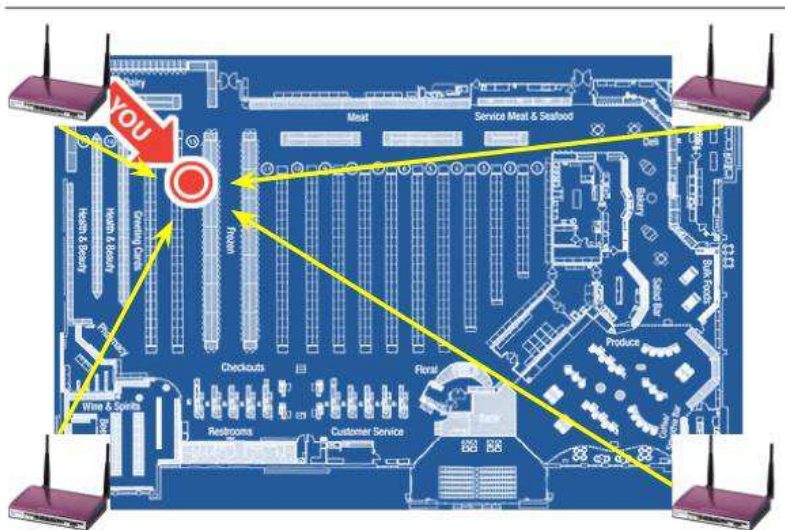 Dairy
YOU
Meat
Service Meat & Seafood
Deli
Health & Beauty
Health & Beauty
Greeting Cards
Frozen
Bakery
Salad Bar
Bulk Foods
Pharmacy
Produce
Checkouts
Floral
Wine & Spirits
Restrooms
Customer Service
Bank